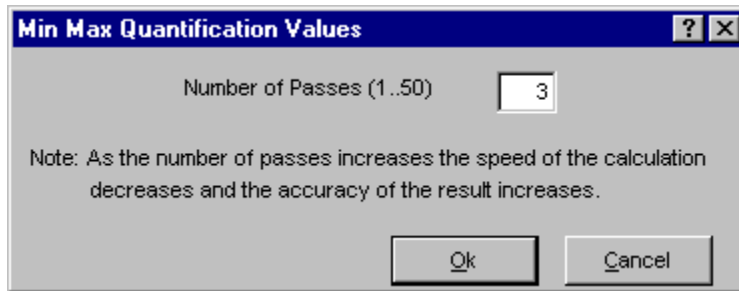 Min Max Quantification Values ? X
Number of Passes (1..50) 3
Note: As the number of passes increases the speed of the calculation
decreases and the accuracy of the result increases.
Ok Cancel